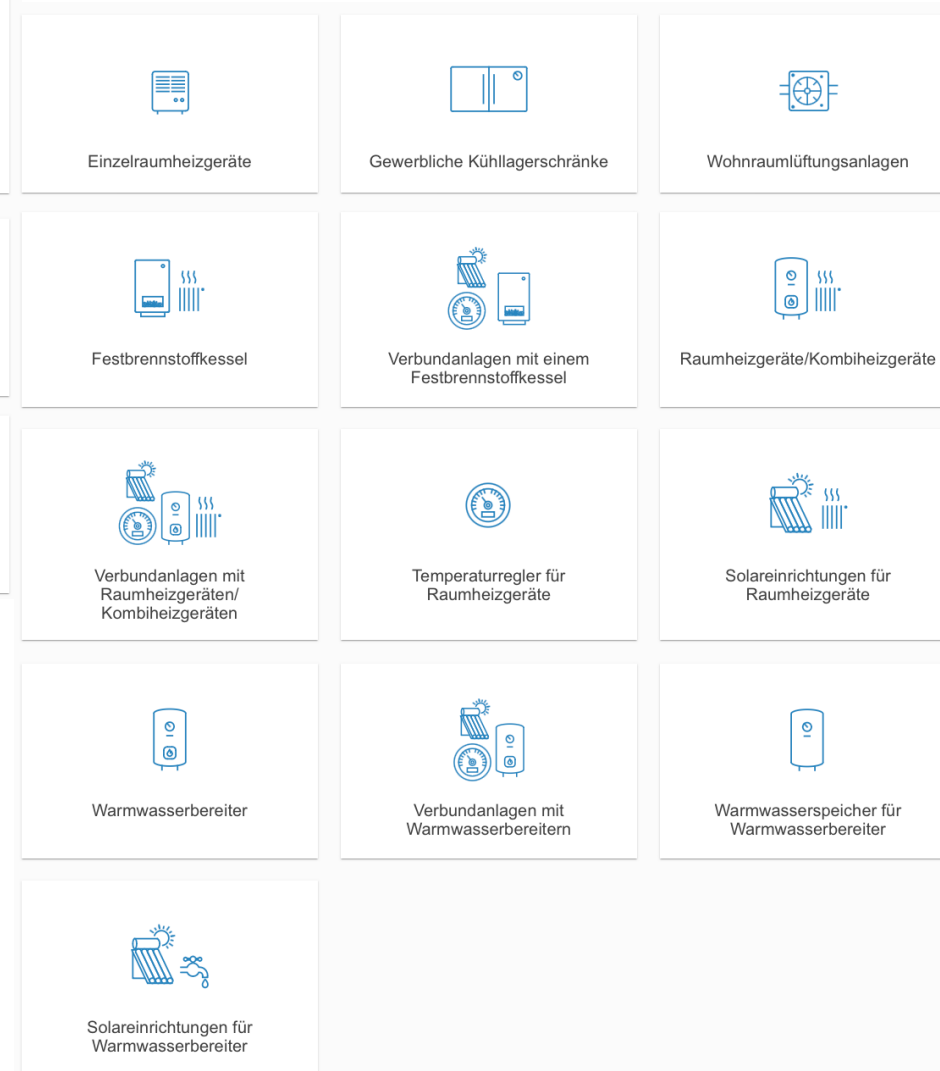 Einzelraumheizgeräte
Gewerbliche Kühllagerschränke
Wohnraumlüftungsanlagen
Festbrennstoffkessel
Verbundanlagen mit einem
Festbrennstoffkessel
Raumheizgeräte/Kombiheizgeräte
Verbundanlagen mit
Raumheizgeräten/
Kombiheizgeräten
Temperaturregler für
Raumheizgeräte
Solareinrichtungen für
Raumheizgeräte
Warmwasserbereiter
Verbundanlagen mit
Warmwasserbereitern
Warmwasserspeicher für
Warmwasserbereiter
Solareinrichtungen für
Warmwasserbereiter